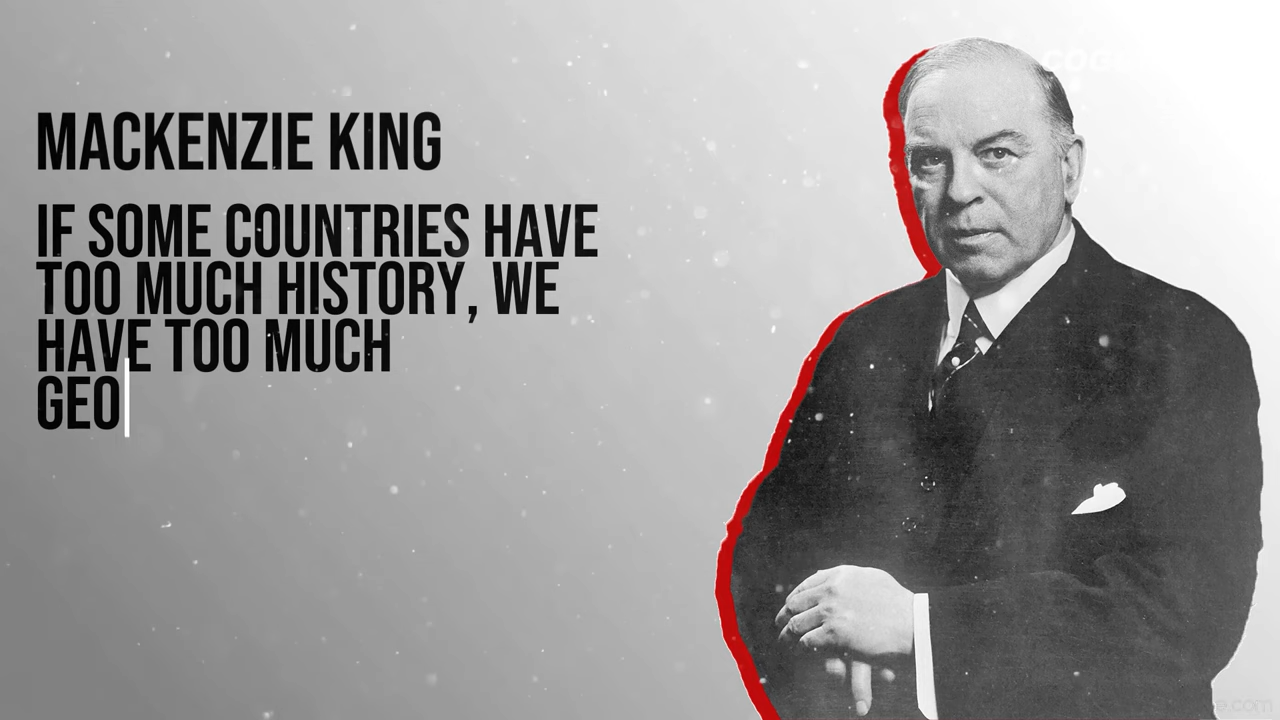 MACKENZIE KING
IF SOME COUNTRIES HAVE
TOO MUCH HISTORY, WE
HAVE TOO MUCH
GEO